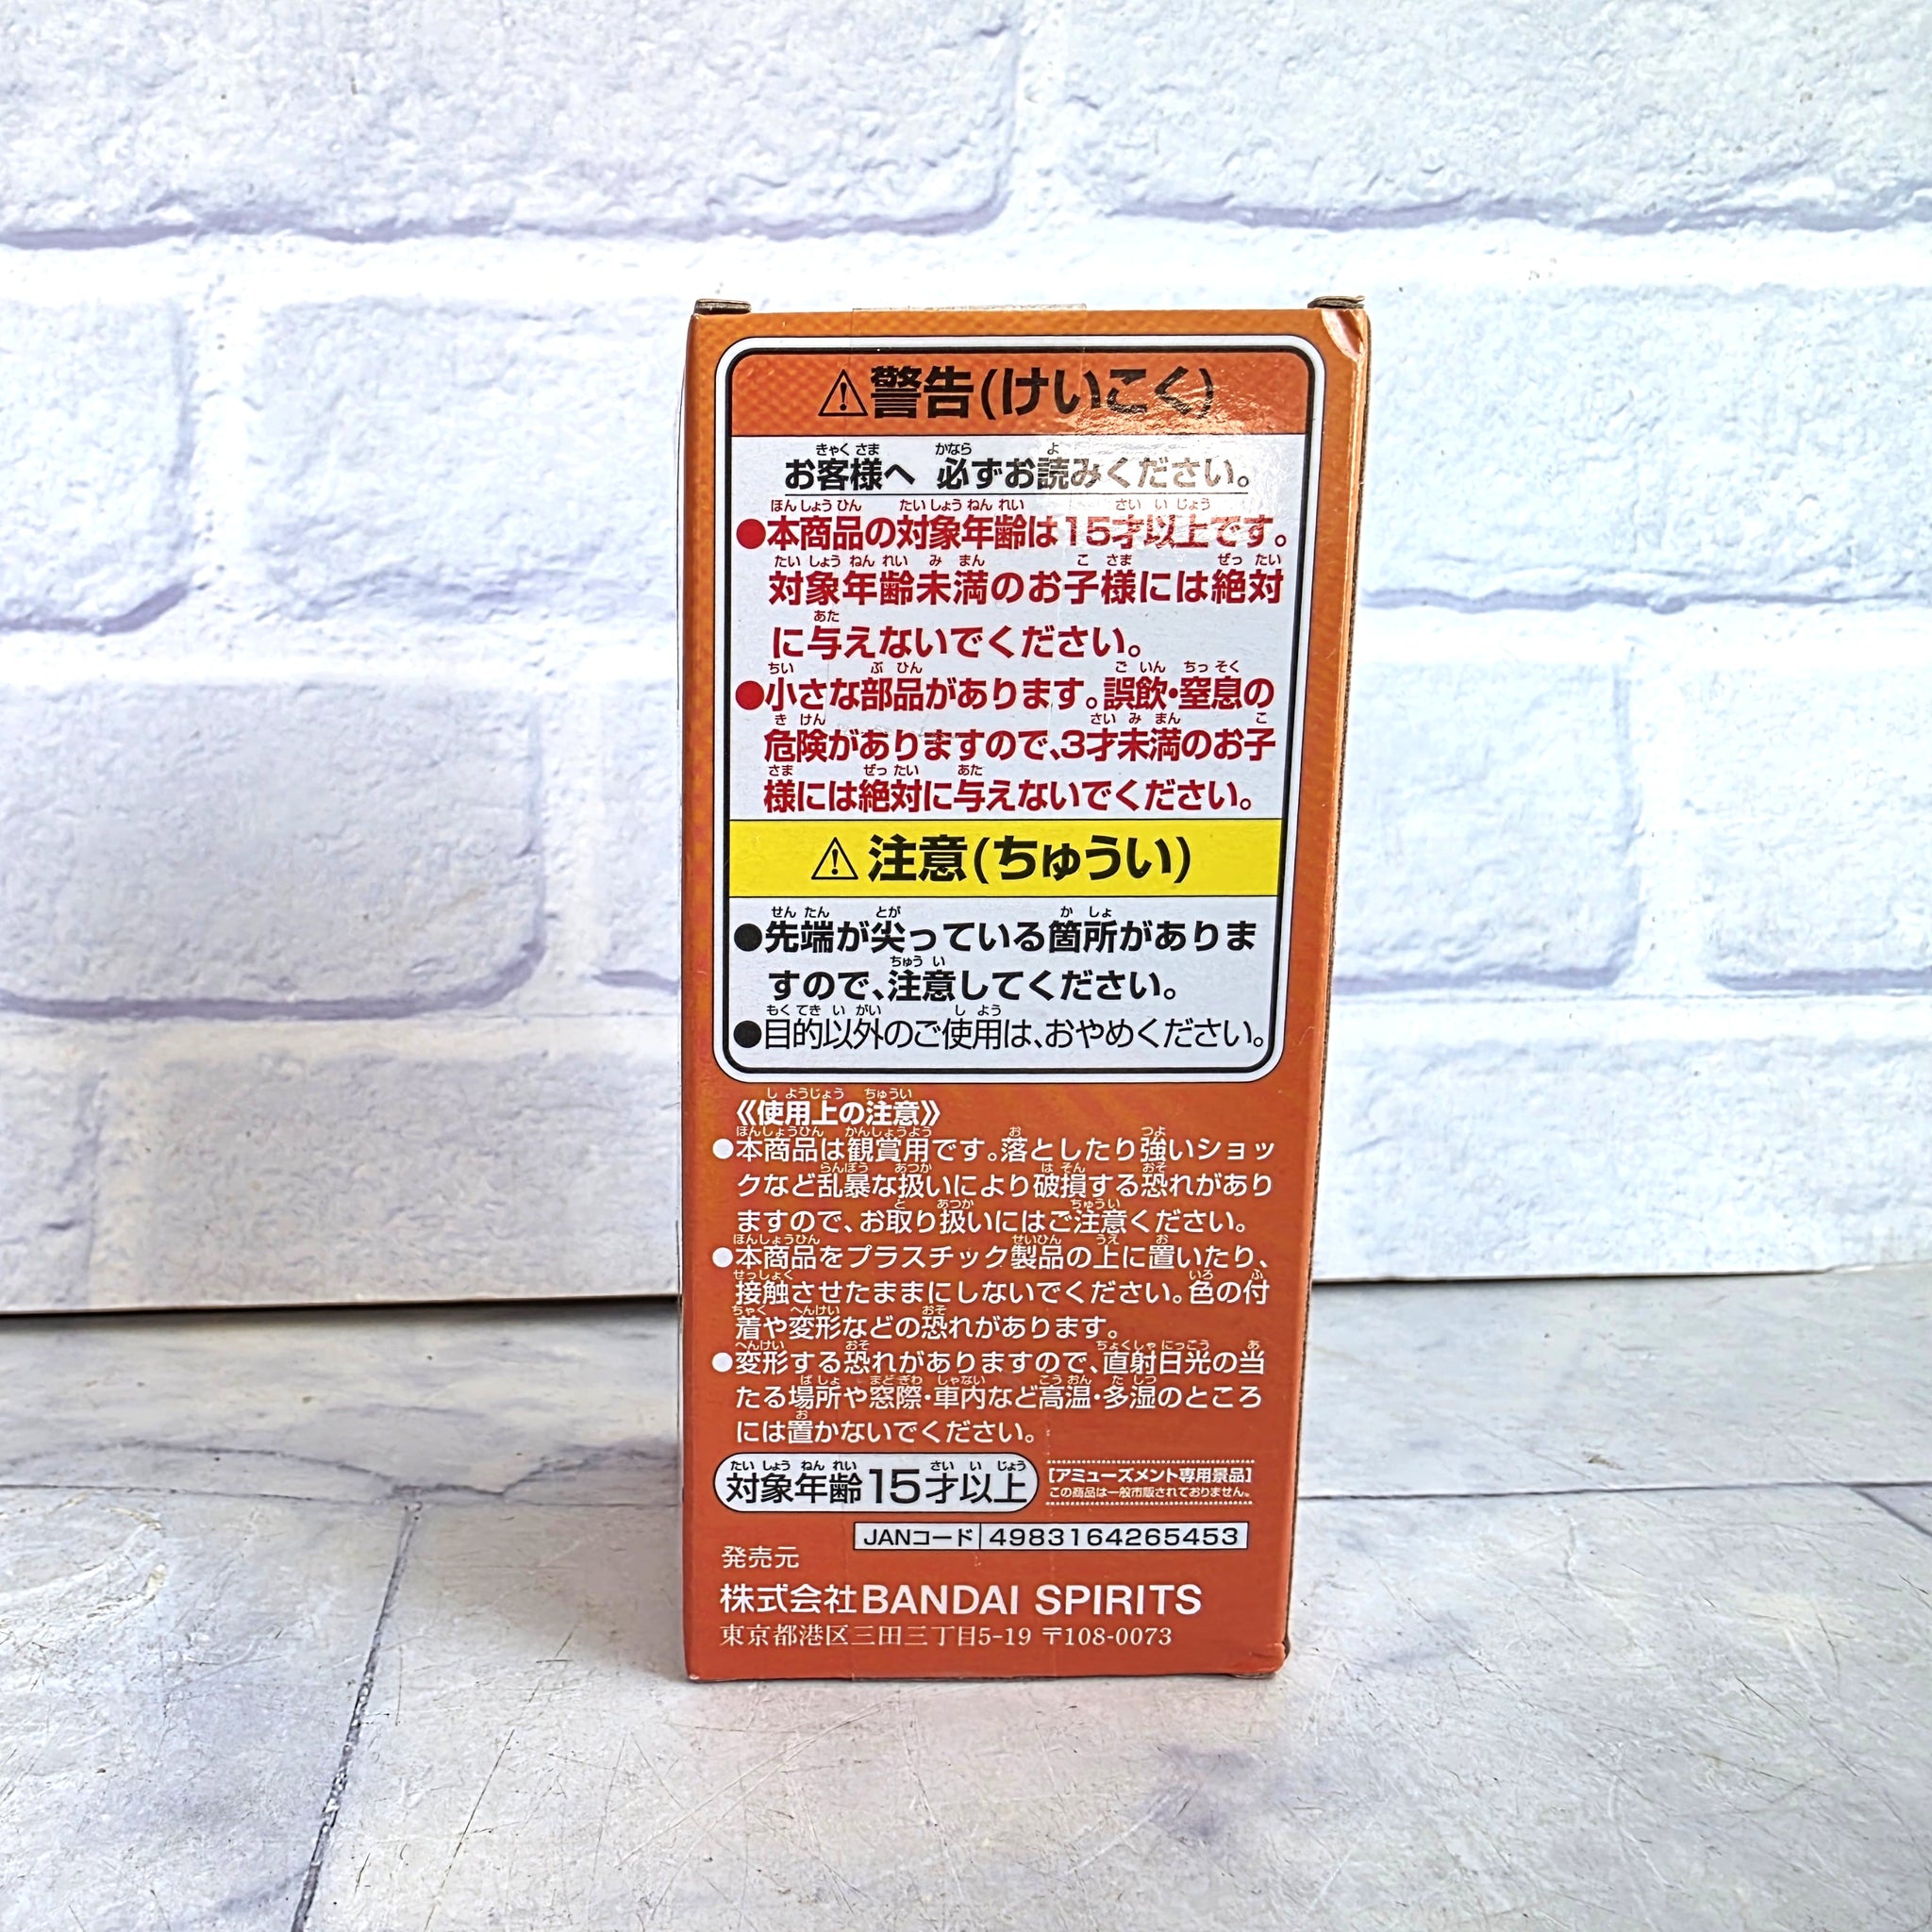 ⚠警告(けいこく)
お客様へ 必ずお読みください。
●本商品の対象年齢は15才以上です。
対象年齢未満のお子様には絶対
に与えないでください。
●小さな部品があります。誤飲・窒息の
危険がありますので、3才未満のお子
様には絶対に与えないでください。
⚠注意(ちゅうい)
●先端が尖っている箇所がありま
すので、注意してください。
●目的以外のご使用は、おやめください。
《使用上の注意》
●本商品は観賞用です。落としたり強いショッ
クなど乱暴な扱いにより破損する恐れがあり
ますので、お取り扱いにはご注意ください。
●本商品をプラスチック製品の上に置いたり、
接触させたままにしないでください。色の付
着や変形などの恐れがあります。
●変形する恐れがありますので、直射日光の当
たる場所や窓際・車内など高温・多湿のところ
には置かないでください。
対象年齢15才以上
[アミューズメント専用景品]
この商品は一般市販されておりません。
JANコード 4983164265453
発売元
株式会社BANDAI SPIRITS
東京都港区三田三丁目5-19 〒108-0073